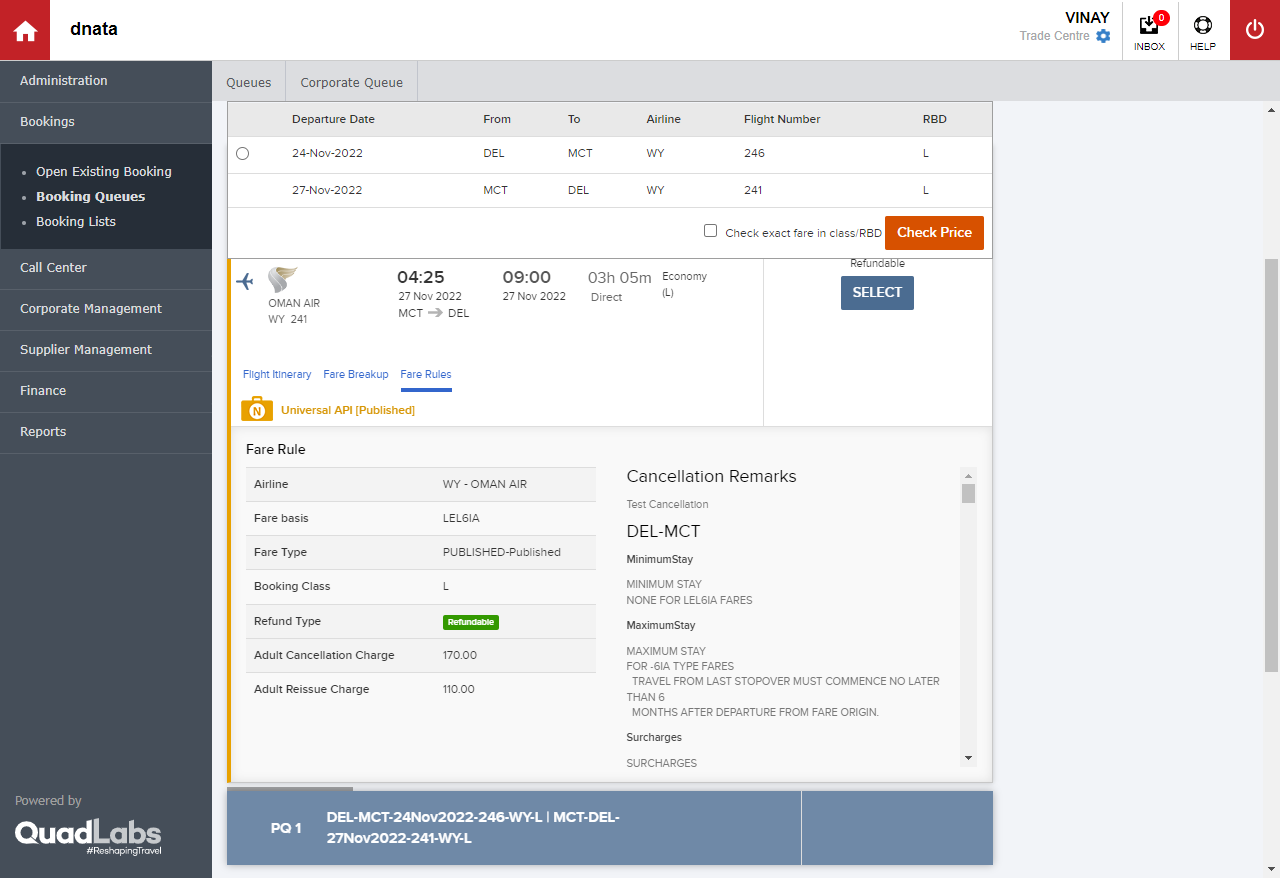 dnata
VINAY
Trade Centre
0
INBOX
HELP
Administration
Bookings
Open Existing Booking
Booking Queues
Booking Lists
Call Center
Corporate Management
Supplier Management
Finance
Reports
Powered by
QuadLabs
#ReshapingTravel
Queues
Corporate Queue
Departure Date From To Airline Flight Number RBD
24-Nov-2022 DEL MCT WY 246 L
27-Nov-2022 MCT DEL WY 241 L
Check exact fare in class/RBD Check Price
OMAN AIR
WY 241
04:25
27 Nov 2022
MCT DEL
09:00
27 Nov 2022
03h 05m
Direct
Economy
(L)
Refundable
SELECT
Flight Itinerary Fare Breakup Fare Rules
N Universal API [Published]
Fare Rule
Airline WY - OMAN AIR
Fare basis LEL6IA
Fare Type PUBLISHED-Published
Booking Class L
Refund Type Refundable
Adult Cancellation Charge 170.00
Adult Reissue Charge 110.00
Cancellation Remarks
Test Cancellation
DEL-MCT
MinimumStay
MINIMUM STAY
NONE FOR LEL6IA FARES
MaximumStay
MAXIMUM STAY
FOR -6IA TYPE FARES
TRAVEL FROM LAST STOPOVER MUST COMMENCE NO LATER
THAN 6
MONTHS AFTER DEPARTURE FROM FARE ORIGIN.
Surcharges
SURCHARGES
PQ 1
DEL-MCT-24Nov2022-246-WY-L | MCT-DEL-
27Nov2022-241-WY-L